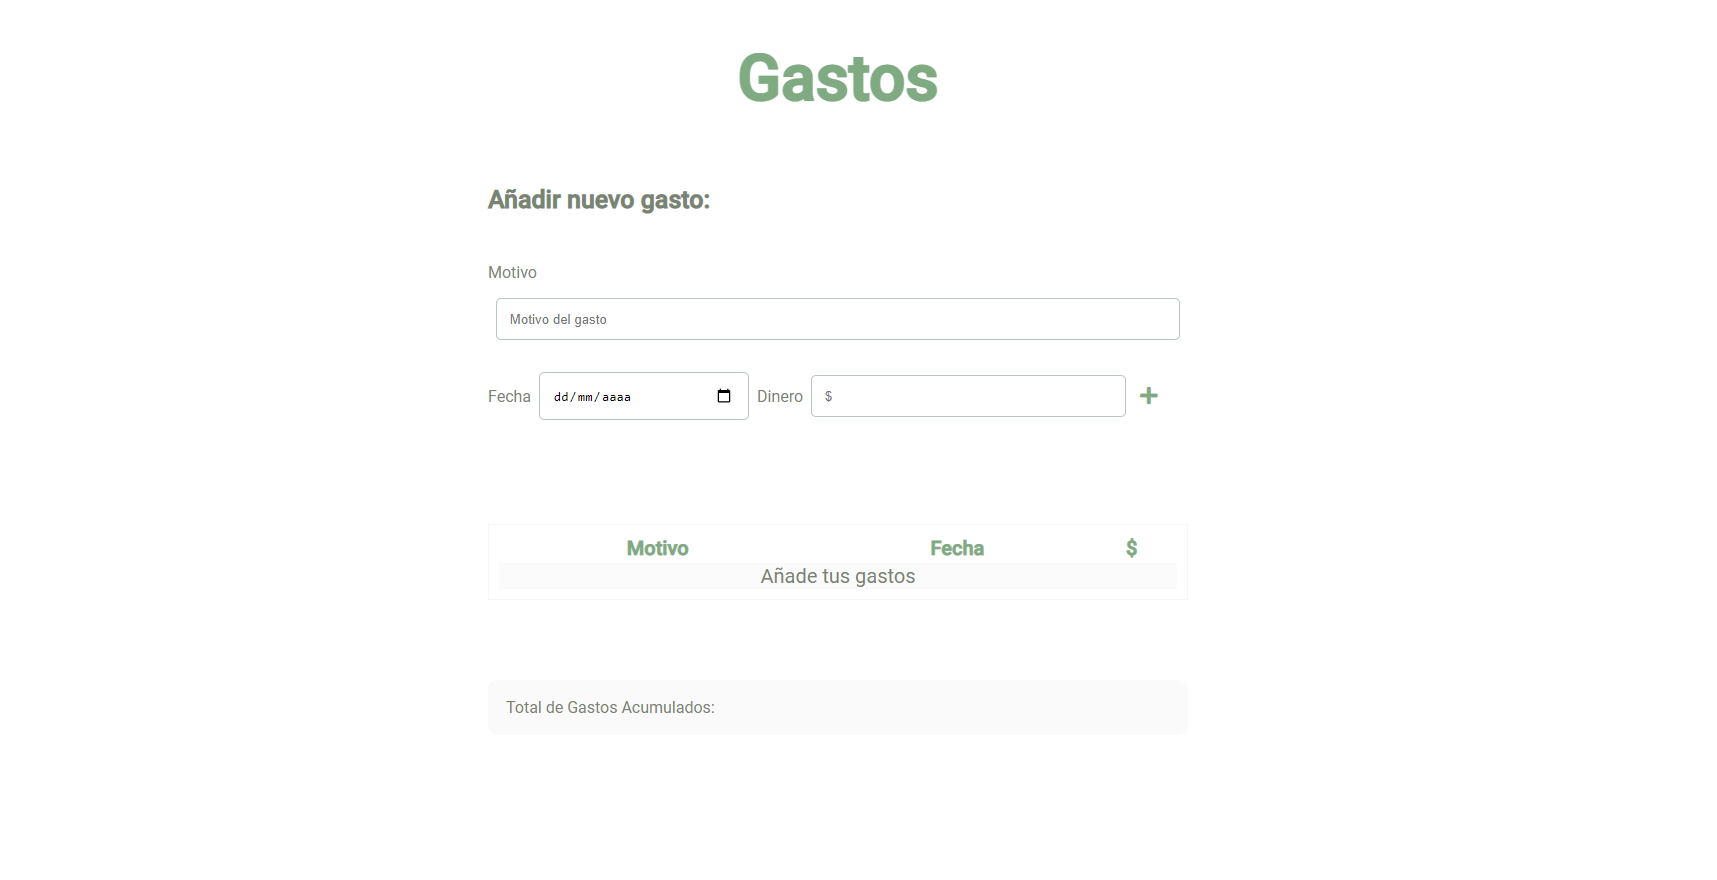 Gastos
Añadir nuevo gasto:
Motivo
Motivo del gasto
Fecha dd/mm/aaaa Dinero $
Motivo Fecha $
Añade tus gastos
Total de Gastos Acumulados: